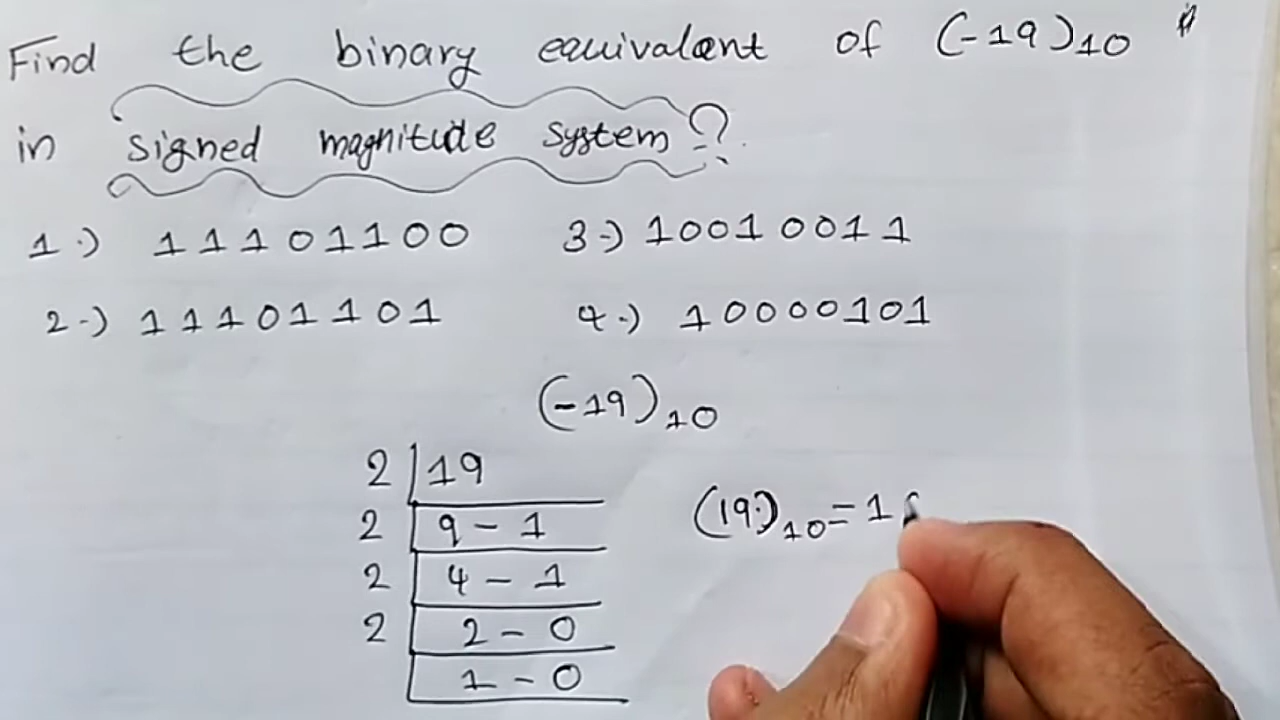 Find the binary equivalent of (-19)10
in signed magnitude system?
1.) 11101100
3.) 10010011
2.) 11101101
4.) 10000101
(-19)10
2 19
2 9 - 1
2 4 - 1
2 2 - 0
1 - 0
(19)10 = 1